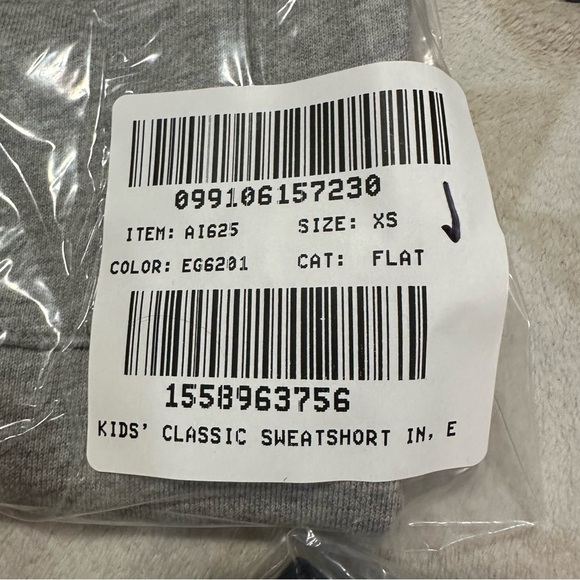 099106157230
ITEM: AI625 SIZE: XS
COLOR: EG6201 CAT: FLAT
1558963756
KIDS' CLASSIC SWEATSHORT IN, E